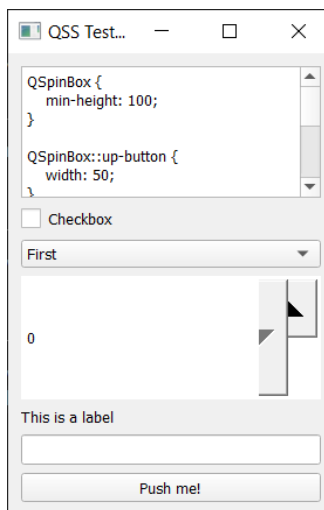 QSS Test...
QSpinBox {
    min-height: 100;
}

QSpinBox::up-button {
    width: 50;
}
Checkbox
First
0
This is a label
Push me!